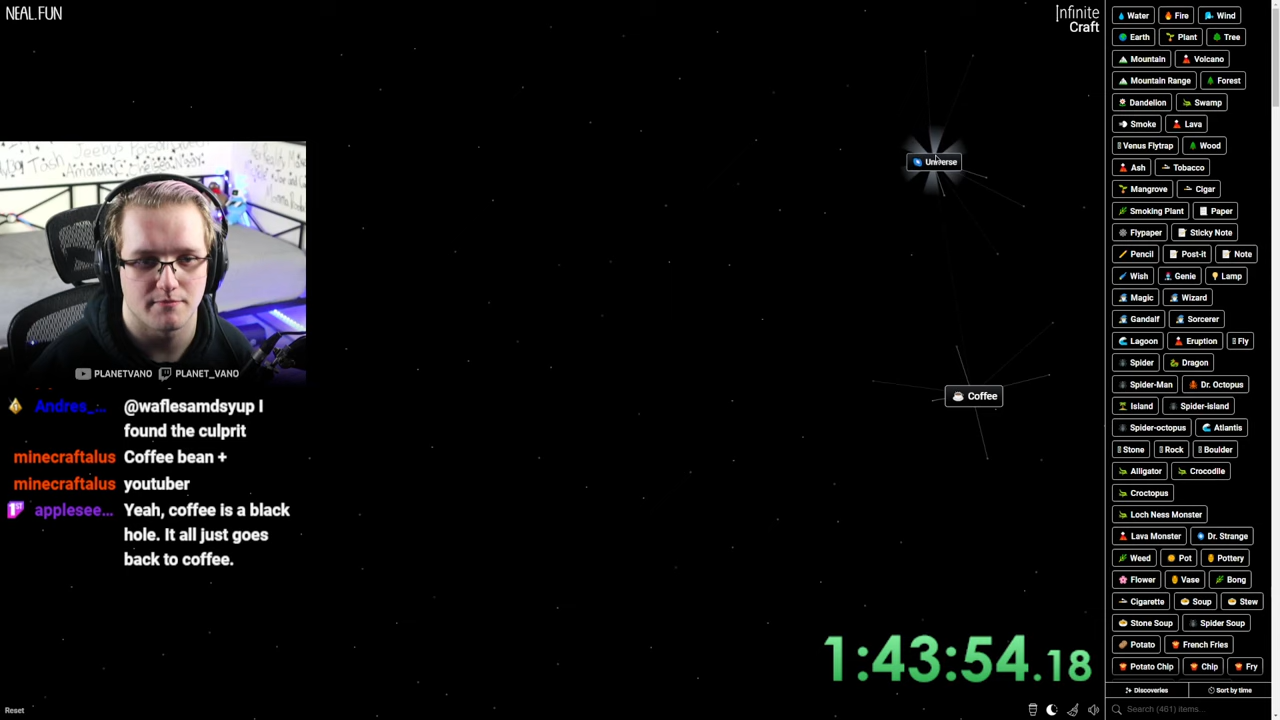 NEAL.FUN
Infinite
Craft
Universe
Coffee
PLANETVANO PLANET_VANO
Andres_:... @waflesamdsyup I
found the culprit
minecraftalus Coffee bean +
minecraftalus youtuber
1ST applesee... Yeah, coffee is a black
hole. It all just goes
back to coffee.
1:43:54.18
Water Fire Wind
Earth Plant Tree
Mountain Volcano
Mountain Range Forest
Dandelion Swamp
Smoke Lava
Venus Flytrap Wood
Ash Tobacco
Mangrove Cigar
Smoking Plant Paper
Flypaper Sticky Note
Pencil Post-it Note
Wish Genie Lamp
Magic Wizard
Gandalf Sorcerer
Lagoon Eruption Fly
Spider Dragon
Spider-Man Dr. Octopus
Island Spider-island
Spider-octopus Atlantis
Stone Rock Boulder
Alligator Crocodile
Croctopus
Loch Ness Monster
Lava Monster Dr. Strange
Weed Pot Pottery
Flower Vase Bong
Cigarette Soup Stew
Stone Soup Spider Soup
Potato French Fries
Potato Chip Chip Fry
Discoveries Sort by time
Reset Search (461) items...